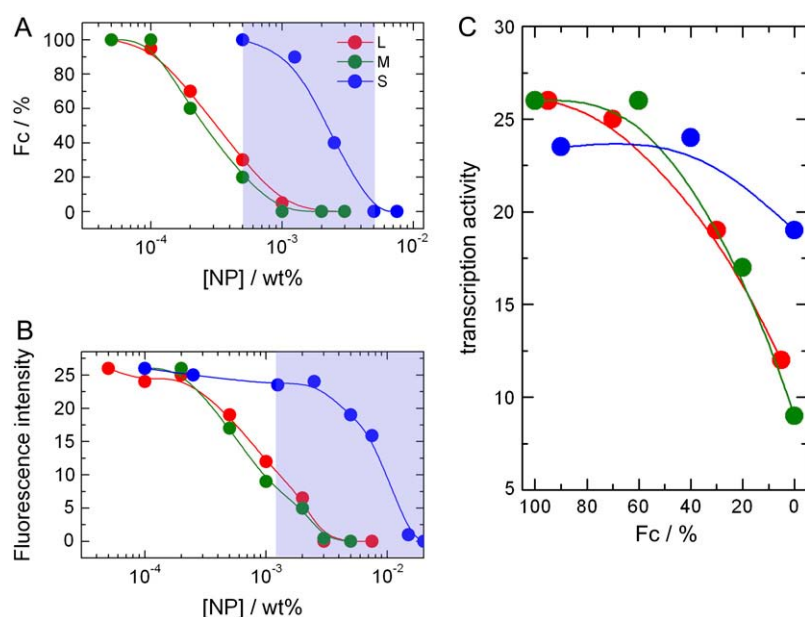 A
100
80
60
40
20
0
Fc / %
L
M
S
10⁻⁴
10⁻³
10⁻²
[NP] / wt%
B
25
20
15
10
5
0
Fluorescence intensity
10⁻⁴
10⁻³
10⁻²
[NP] / wt%
C
30
25
20
15
10
5
transcription activity
100 80 60 40 20 0
Fc / %